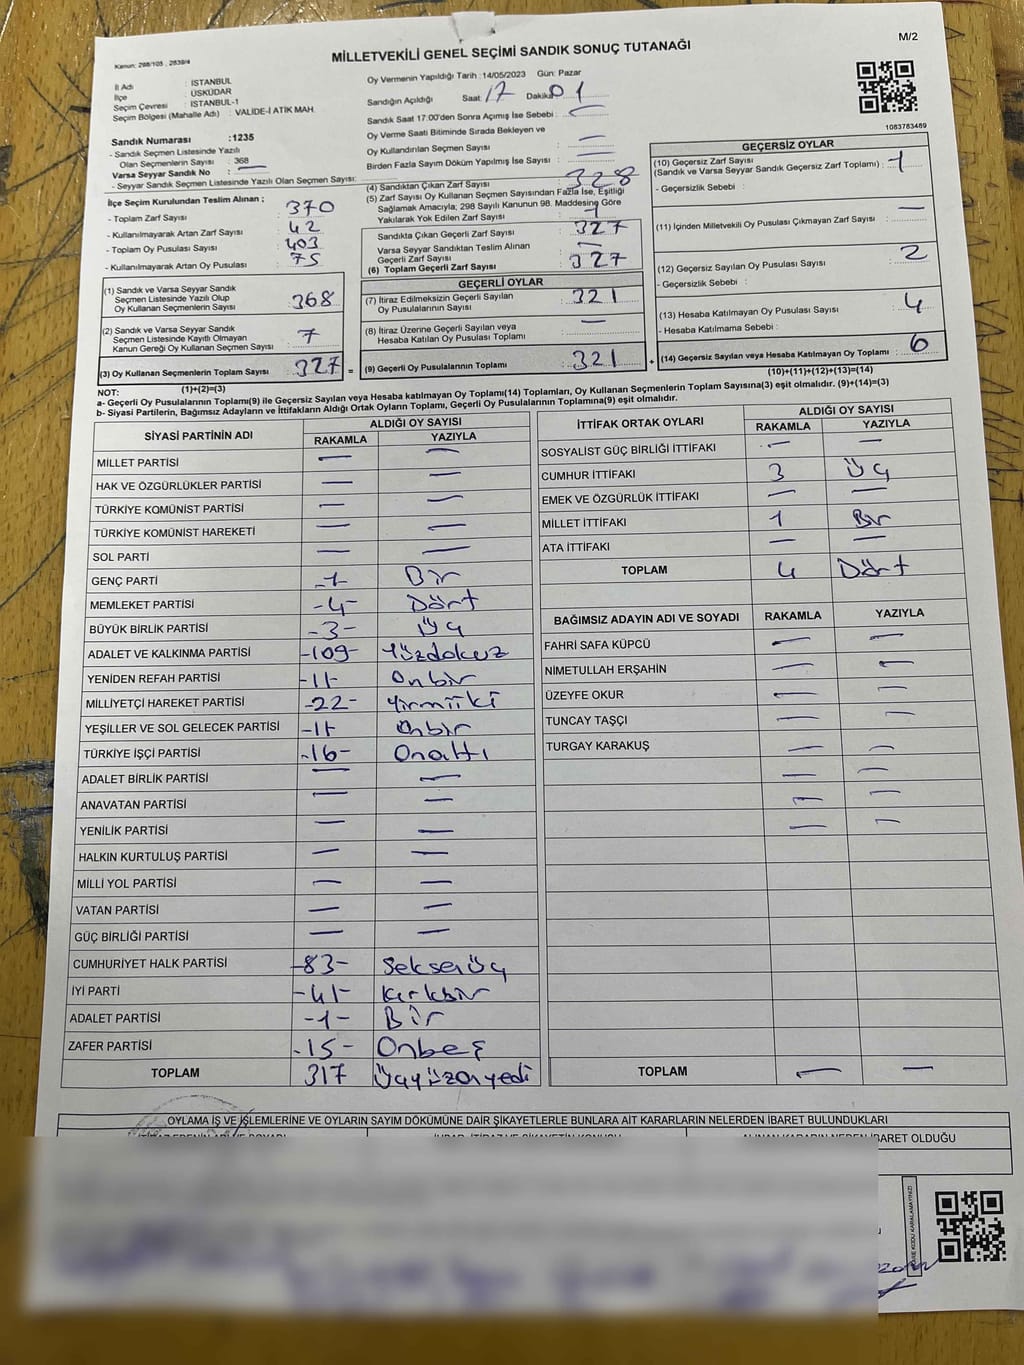 M/2
MİLLETVEKİLİ GENEL SEÇİMİ SANDIK SONUÇ TUTANAĞI
Kanun: 298/105 , 2839/4
İl Adı : İSTANBUL
İlçe : ÜSKÜDAR
Seçim Çevresi : İSTANBUL-1
Seçim Bölgesi (Mahalle Adı) : VALİDE-İ ATİK MAH.
Oy Vermenin Yapıldığı Tarih : 14/05/2023 Gün: Pazar
Sandığın Açıldığı Saat: 17 Dakika: 01
Sandık Saat 17:00'den Sonra Açımış İse Sebebi : —
Oy Verme Saati Bitiminde Sırada Bekleyen ve
Oy Kullandırılan Seçmen Sayısı : —
Birden Fazla Sayım Döküm Yapılmış İse Sayısı : —
1083783489
Sandık Numarası : 1235
- Sandık Seçmen Listesinde Yazılı
Olan Seçmenlerin Sayısı : 368
Varsa Seyyar Sandık No : —
- Seyyar Sandık Seçmen Listesinde Yazılı Olan Seçmen Sayısı:
İlçe Seçim Kurulundan Teslim Alınan ;
- Toplam Zarf Sayısı : 370
- Kullanılmayarak Artan Zarf Sayısı : 42
- Toplam Oy Pusulası Sayısı : 403
- Kullanılmayarak Artan Oy Pusulası : 75
(1) Sandık ve Varsa Seyyar Sandık
Seçmen Listesinde Yazılı Olup
Oy Kullanan Seçmenlerin Sayısı : 368
(2) Sandık ve Varsa Seyyar Sandık
Seçmen Listesinde Kayıtlı Olmayan
Kanun Gereği Oy Kullanan Seçmen Sayısı : 7
(3) Oy Kullanan Seçmenlerin Toplam Sayısı : 327 =
(1)+(2)=(3)
(4) Sandıktan Çıkan Zarf Sayısı : 328
(5) Zarf Sayısı Oy Kullanan Seçmen Sayısından Fazla İse, Eşitliği
Sağlamak Amacıyla; 298 Sayılı Kanunun 98. Maddesine Göre
Yakılarak Yok Edilen Zarf Sayısı : 1
Sandıkta Çıkan Geçerli Zarf Sayısı : 327
Varsa Seyyar Sandıktan Teslim Alınan
Geçerli Zarf Sayısı : —
(6) Toplam Geçerli Zarf Sayısı : 327
GEÇERLİ OYLAR
(7) İtiraz Edilmeksizin Geçerli Sayılan
Oy Pusulalarının Sayısı : 321
(8) İtiraz Üzerine Geçerli Sayılan veya
Hesaba Katılan Oy Pusulası Toplamı : —
(9) Geçerli Oy Pusulalarının Toplamı : 321 +
GEÇERSİZ OYLAR
(10) Geçersiz Zarf Sayısı
(Sandık ve Varsa Seyyar Sandık Geçersiz Zarf Toplamı) : 1
- Geçersizlik Sebebi :
(11) İçinden Milletvekili Oy Pusulası Çıkmayan Zarf Sayısı : —
(12) Geçersiz Sayılan Oy Pusulası Sayısı : 2
- Geçersizlik Sebebi :
(13) Hesaba Katılmayan Oy Pusulası Sayısı : 4
- Hesaba Katılmama Sebebi :
(14) Geçersiz Sayılan veya Hesaba Katılmayan Oy Toplamı : 6
(10)+(11)+(12)+(13)=(14)
NOT:
a- Geçerli Oy Pusulalarının Toplamı(9) ile Geçersiz Sayılan veya Hesaba katılmayan Oy Toplamı(14) Toplamları, Oy Kullanan Seçmenlerin Toplam Sayısına(3) eşit olmalıdır. (9)+(14)=(3)
b- Siyasi Partilerin, Bağımsız Adayların ve İttifakların Aldığı Ortak Oyların Toplamı, Geçerli Oy Pusulalarının Toplamına(9) eşit olmalıdır.
SİYASİ PARTİNİN ADI ALDIĞI OY SAYISI
RAKAMLA YAZIYLA
MİLLET PARTİSİ — —
HAK VE ÖZGÜRLÜKLER PARTİSİ — —
TÜRKİYE KOMÜNİST PARTİSİ — —
TÜRKİYE KOMÜNİST HAREKETİ — —
SOL PARTİ — —
GENÇ PARTİ -1- Bir
MEMLEKET PARTİSİ -4- Dört
BÜYÜK BİRLİK PARTİSİ -3- Üç
ADALET VE KALKINMA PARTİSİ -109- Yüzdokuz
YENİDEN REFAH PARTİSİ -11- Onbir
MİLLİYETÇİ HAREKET PARTİSİ -22- Yirmiiki
YEŞİLLER VE SOL GELECEK PARTİSİ -11- Onbir
TÜRKİYE İŞÇİ PARTİSİ -16- Onaltı
ADALET BİRLİK PARTİSİ — —
ANAVATAN PARTİSİ — —
YENİLİK PARTİSİ — —
HALKIN KURTULUŞ PARTİSİ — —
MİLLİ YOL PARTİSİ — —
VATAN PARTİSİ — —
GÜÇ BİRLİĞİ PARTİSİ — —
CUMHURİYET HALK PARTİSİ -83- Seksenüç
İYİ PARTİ -41- Kırkbir
ADALET PARTİSİ -1- Bir
ZAFER PARTİSİ -15- Onbeş
TOPLAM 317 Üçyüzonyedi
İTTİFAK ORTAK OYLARI ALDIĞI OY SAYISI
RAKAMLA YAZIYLA
SOSYALİST GÜÇ BİRLİĞİ İTTİFAKI — —
CUMHUR İTTİFAKI 3 Üç
EMEK VE ÖZGÜRLÜK İTTİFAKI — —
MİLLET İTTİFAKI 1 Bir
ATA İTTİFAKI — —
TOPLAM 4 Dört
BAĞIMSIZ ADAYIN ADI VE SOYADI RAKAMLA YAZIYLA
FAHRİ SAFA KÜPCÜ — —
NİMETULLAH ERŞAHİN — —
ÜZEYFE OKUR — —
TUNCAY TAŞÇI — —
TURGAY KARAKUŞ — —
— —
— —
— —
TOPLAM — —
OYLAMA İŞ VE İŞLEMLERİNE VE OYLARIN SAYIM DÖKÜMÜNE DAİR ŞİKAYETLERLE BUNLARA AİT KARARLARIN NELERDEN İBARET BULUNDUKLARI
ALINAN KARARIN NEDEN İBARET OLDUĞU